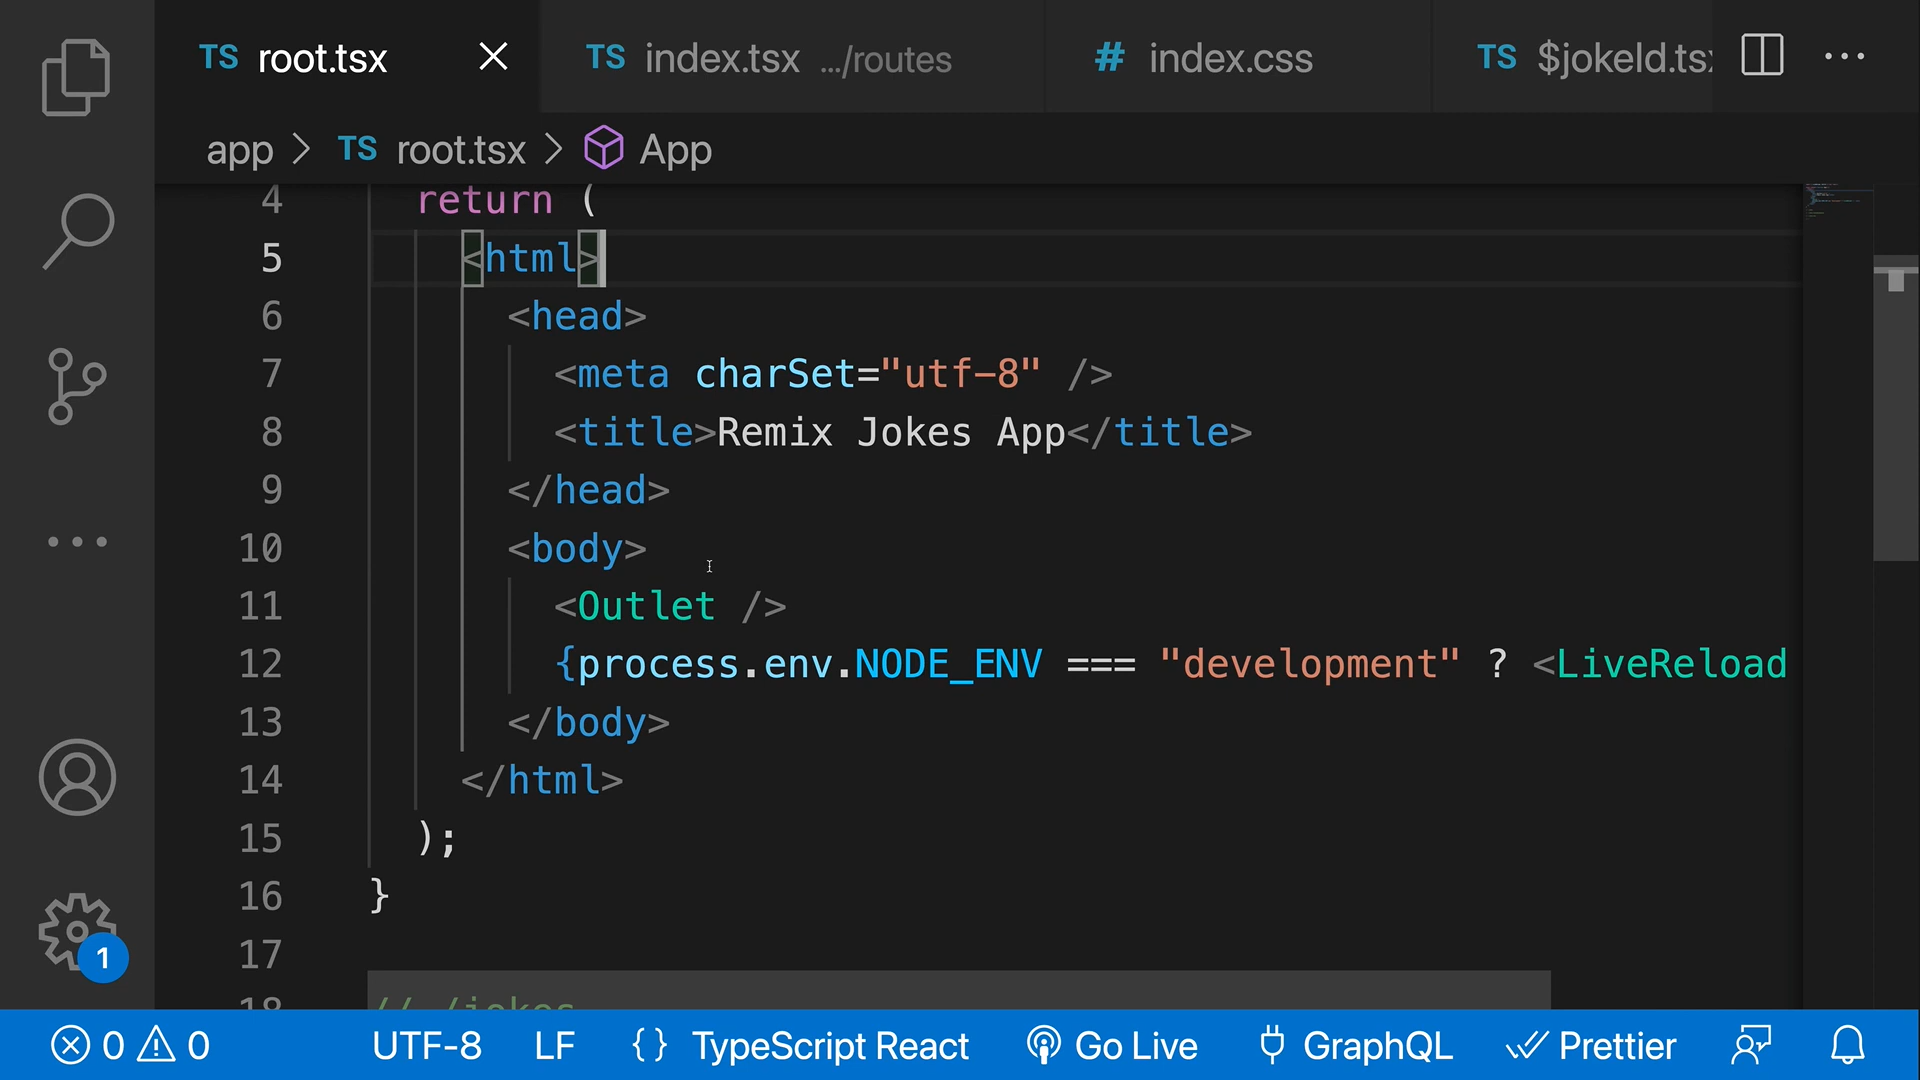 TS root.tsx
TS index.tsx .../routes
# index.css
TS $jokeId.tsx
app > TS root.tsx > App
4 return (
5 <html>
6 <head>
7 <meta charSet="utf-8" />
8 <title>Remix Jokes App</title>
9 </head>
10 <body>
11 <Outlet />
12 {process.env.NODE_ENV === "development" ? <LiveReload
13 </body>
14 </html>
15 );
16 }
17
18 // /jokes
1
0 0 UTF-8 LF {} TypeScript React Go Live GraphQL Prettier